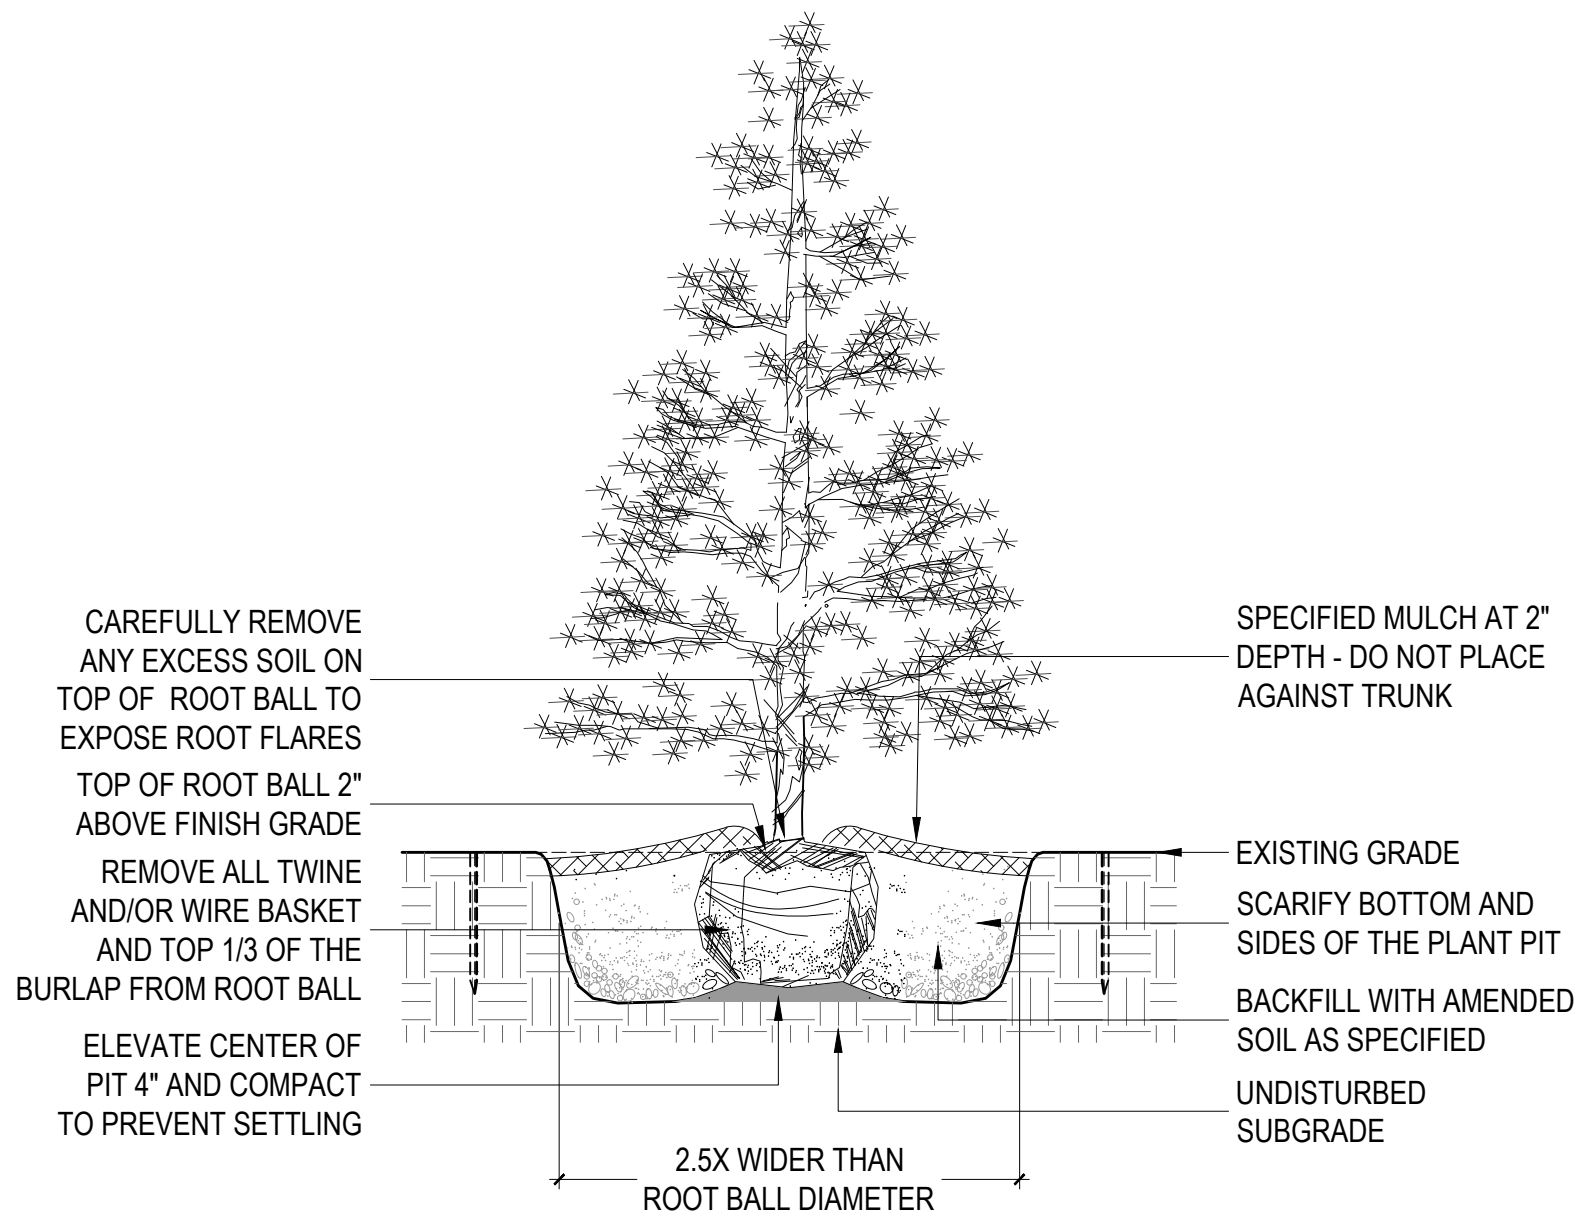 CAREFULLY REMOVE
ANY EXCESS SOIL ON
TOP OF ROOT BALL TO
EXPOSE ROOT FLARES
TOP OF ROOT BALL 2"
ABOVE FINISH GRADE
REMOVE ALL TWINE
AND/OR WIRE BASKET
AND TOP 1/3 OF THE
BURLAP FROM ROOT BALL
ELEVATE CENTER OF
PIT 4" AND COMPACT
TO PREVENT SETTLING
SPECIFIED MULCH AT 2"
DEPTH - DO NOT PLACE
AGAINST TRUNK
EXISTING GRADE
SCARIFY BOTTOM AND
SIDES OF THE PLANT PIT
BACKFILL WITH AMENDED
SOIL AS SPECIFIED
UNDISTURBED
SUBGRADE
2.5X WIDER THAN
ROOT BALL DIAMETER